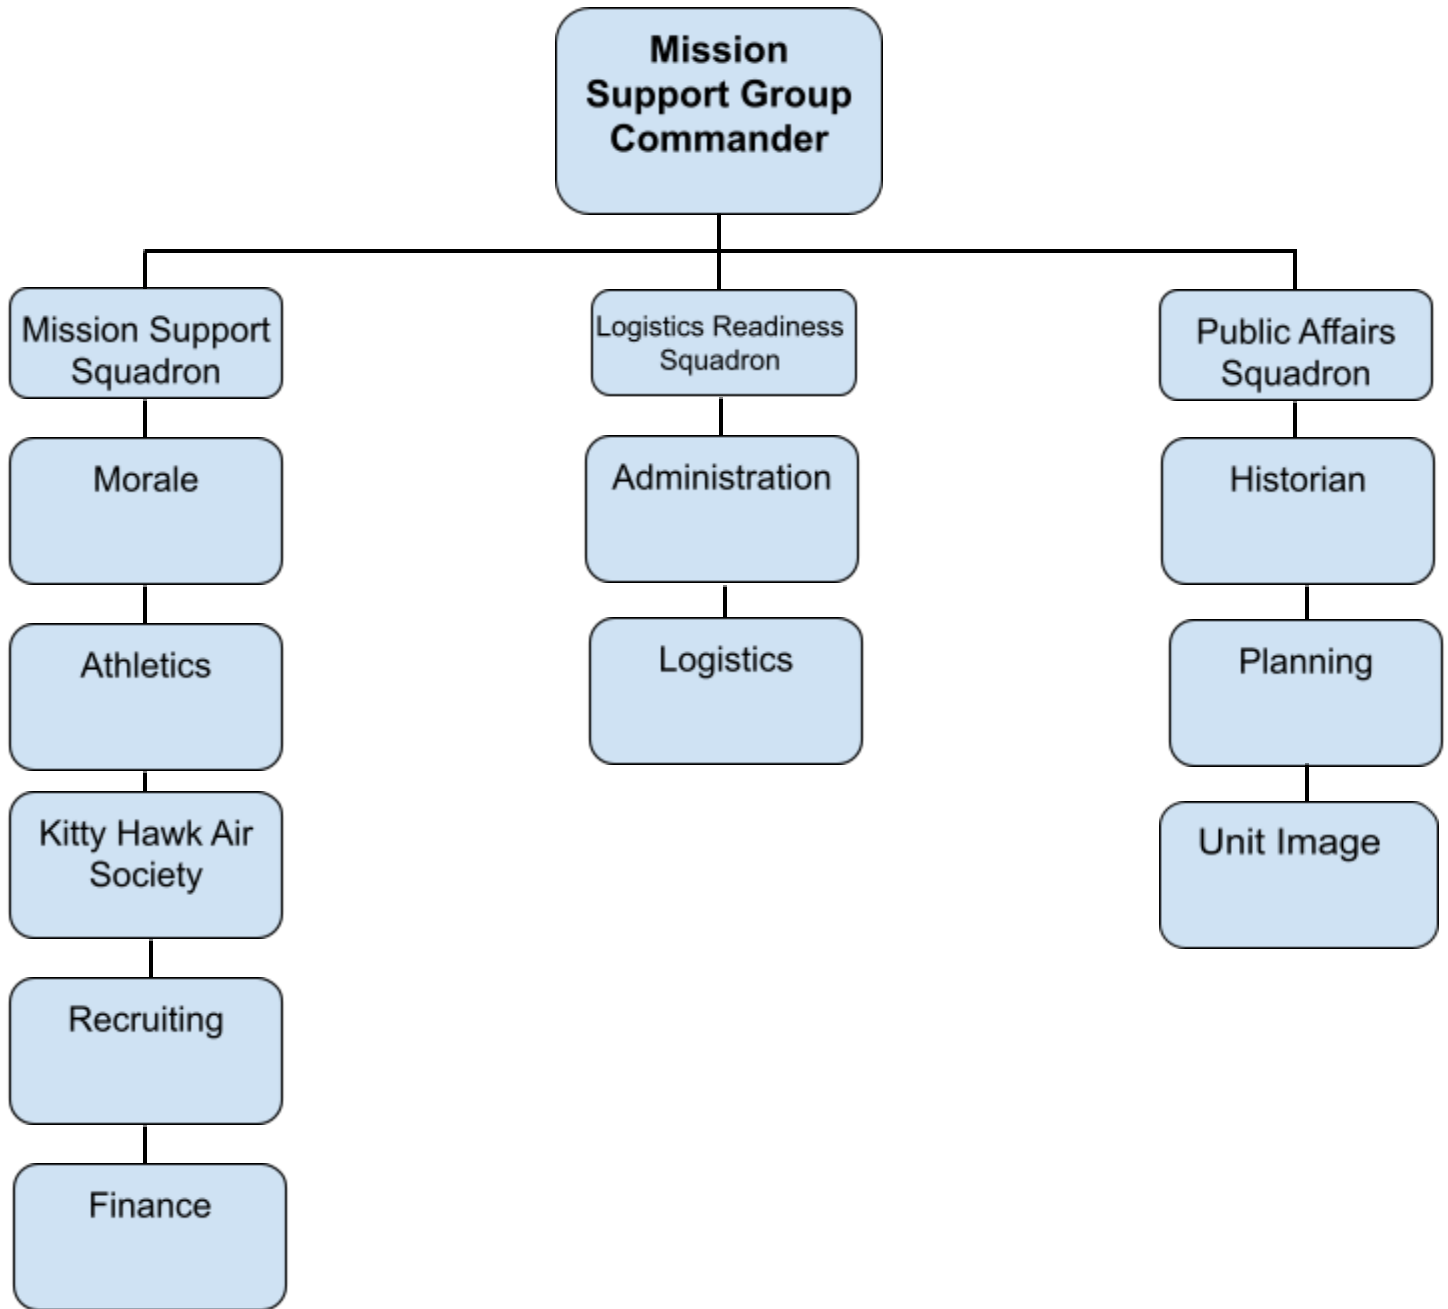 Mission
Support Group
Commander
Mission Support
Squadron
Logistics Readiness
Squadron
Public Affairs
Squadron
Morale
Administration
Historian
Athletics
Logistics
Planning
Kitty Hawk Air
Society
Unit Image
Recruiting
Finance